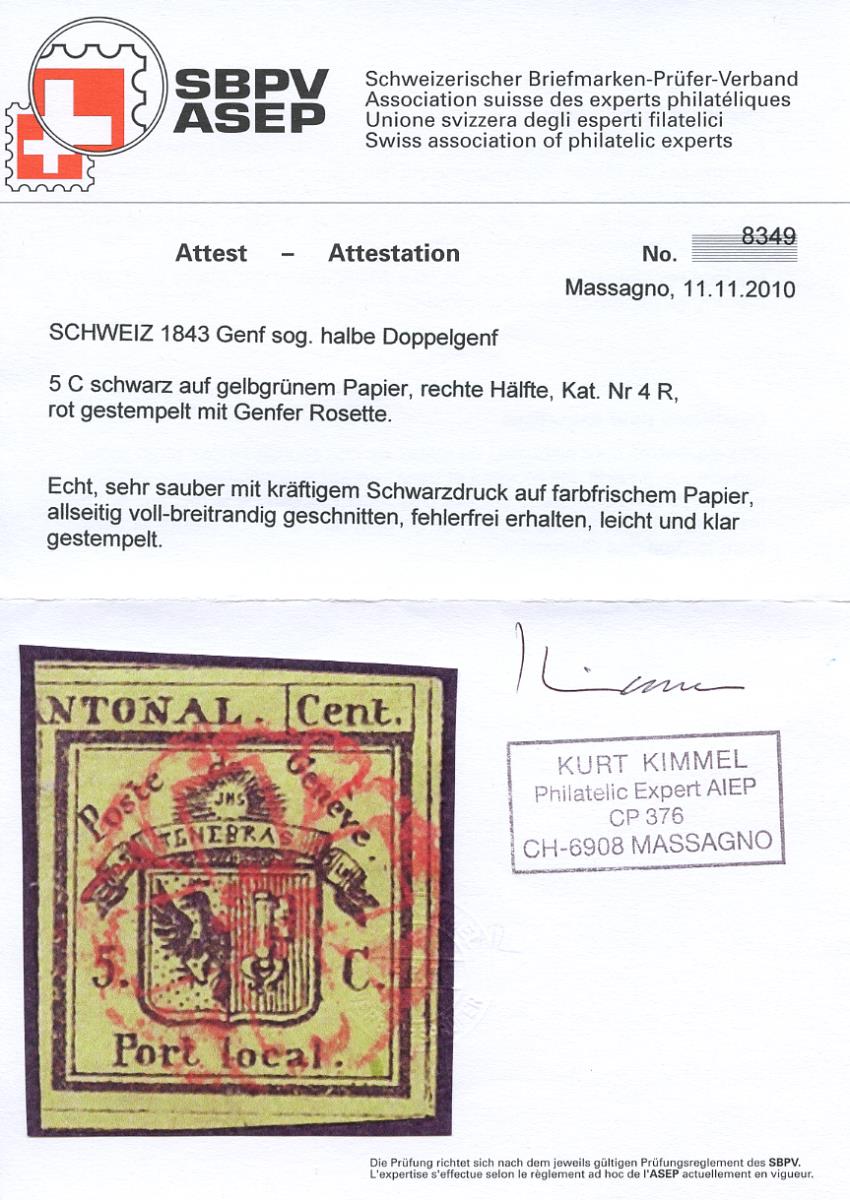 SBPV
ASEP
Schweizerischer Briefmarken-Prüfer-Verband
Association suisse des experts philatéliques
Unione svizzera degli esperti filatelici
Swiss association of philatelic experts
Attest – Attestation No. 8349
Massagno, 11.11.2010
SCHWEIZ 1843 Genf sog. halbe Doppelgenf
5 C schwarz auf gelbgrünem Papier, rechte Hälfte, Kat. Nr 4 R,
rot gestempelt mit Genfer Rosette.
Echt, sehr sauber mit kräftigem Schwarzdruck auf farbfrischem Papier,
allseitig voll-breitrandig geschnitten, fehlerfrei erhalten, leicht und klar
gestempelt.
ANTONAL. Cent.
Poste de Genève.
JHS
TENEBRAS
5. C.
Port local.
KURT KIMMEL
Philatelic Expert AIEP
CP 376
CH-6908 MASSAGNO
Die Prüfung richtet sich nach dem jeweils gültigen Prüfungsreglement des SBPV.
L'expertise s'effectue selon le règlement ad hoc de l'ASEP actuellement en vigueur.